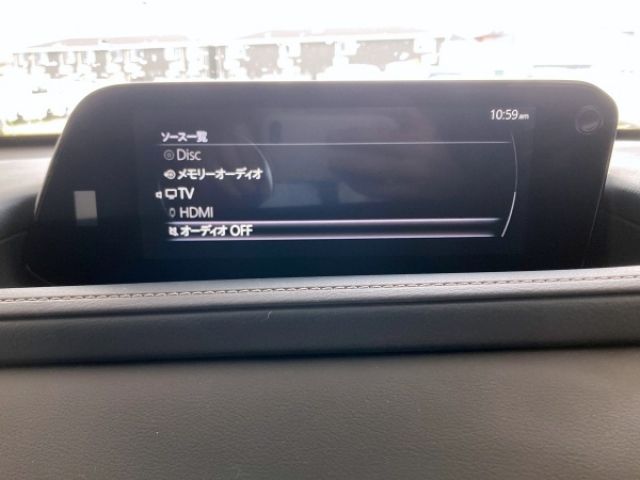 10:59am
ソース一覧
Disc
メモリーオーディオ
TV
HDMI
オーディオ OFF